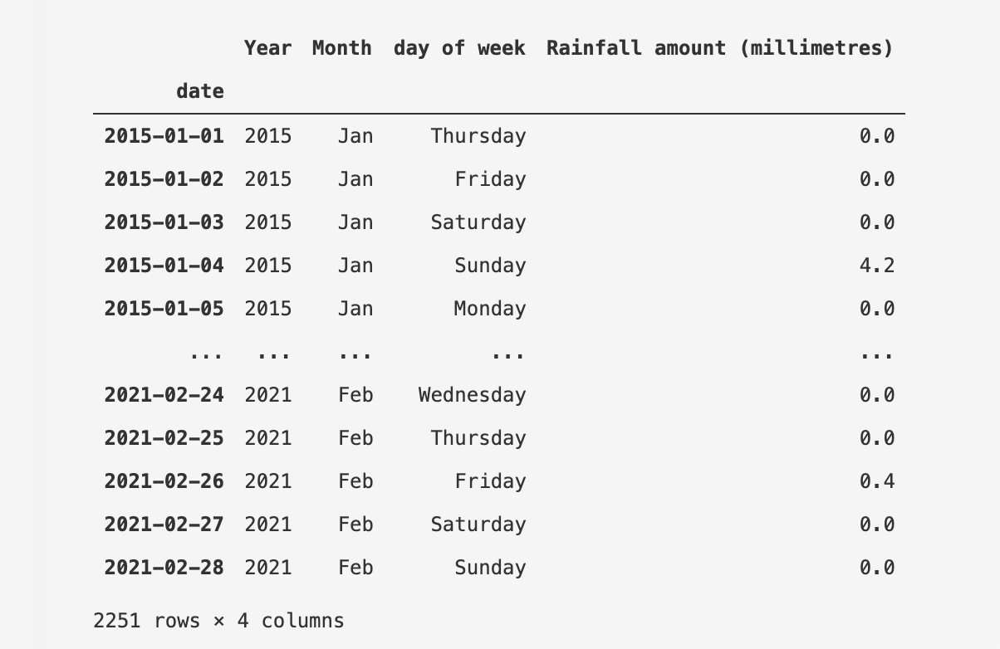 Year Month day of week Rainfall amount (millimetres)
date
2015-01-01 2015 Jan Thursday 0.0
2015-01-02 2015 Jan Friday 0.0
2015-01-03 2015 Jan Saturday 0.0
2015-01-04 2015 Jan Sunday 4.2
2015-01-05 2015 Jan Monday 0.0
... ... ... ... ...
2021-02-24 2021 Feb Wednesday 0.0
2021-02-25 2021 Feb Thursday 0.0
2021-02-26 2021 Feb Friday 0.4
2021-02-27 2021 Feb Saturday 0.0
2021-02-28 2021 Feb Sunday 0.0
2251 rows × 4 columns